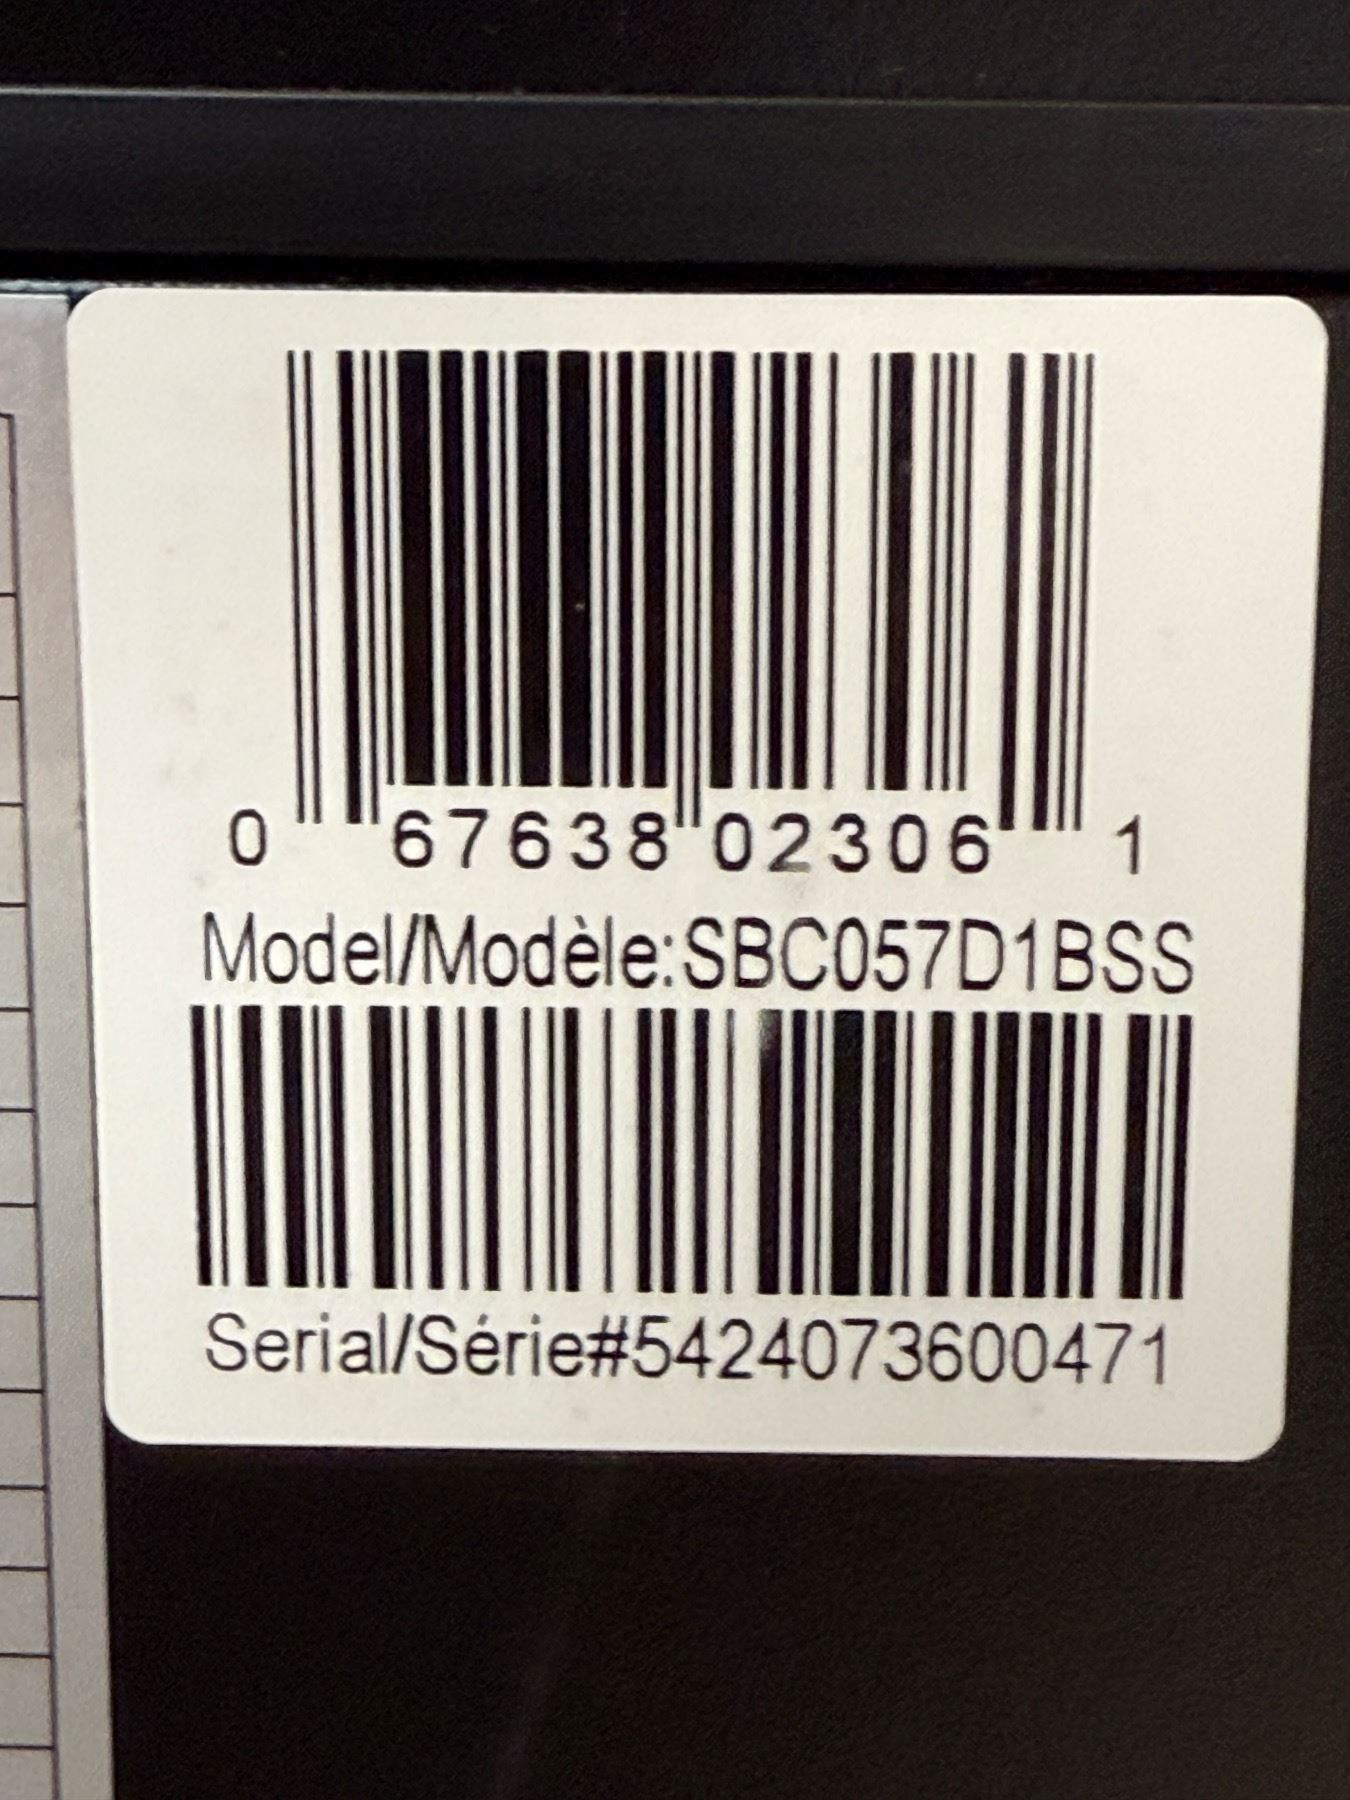 0 67638 02306 1
Model/Modèle:SBC057D1BSS
Serial/Série#5424073600471